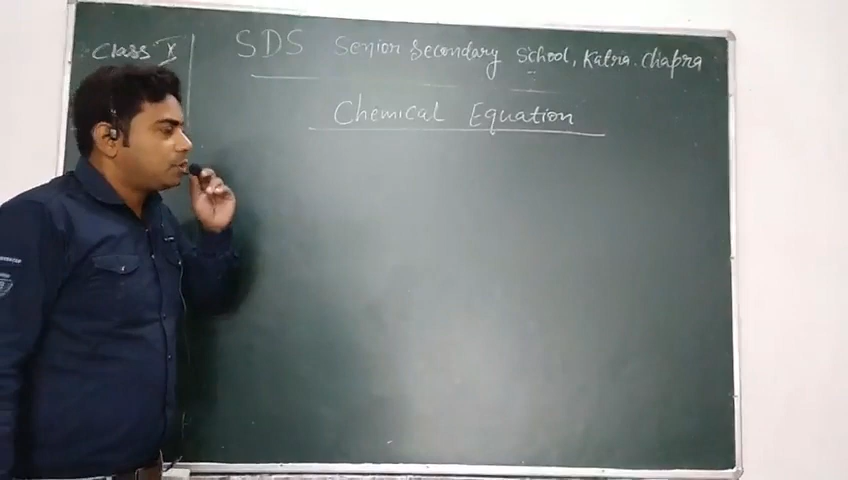 Class X
SDS Senior Secondary School, Katra. Chapra
Chemical Equation